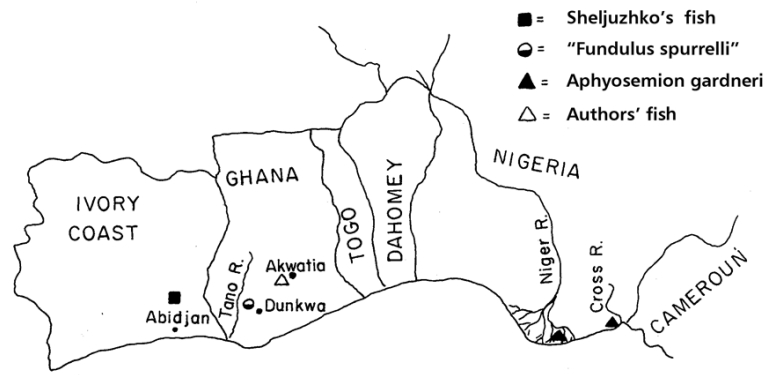 = Sheljuzhko's fish
= "Fundulus spurrelli"
= Aphyosemion gardneri
= Authors' fish
NIGERIA
GHANA
IVORY
COAST
TOGO
DAHOMEY
Niger R.
Cross R.
CAMEROUN
Tano R.
Akwatia
Dunkwa
Abidjan